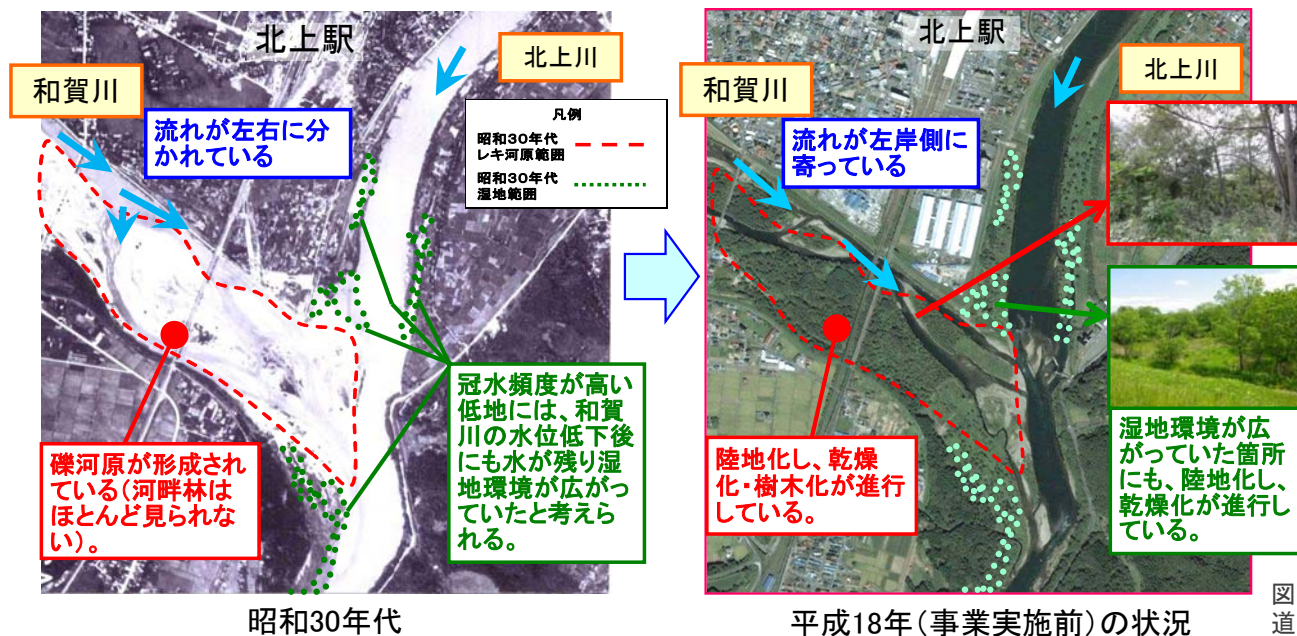 北上駅
北上川
和賀川
流れが左右に分
かれている
凡例
昭和30年代
レキ河原範囲
昭和30年代
湿地範囲
礫河原が形成され
ている(河畔林は
ほとんど見られな
い)。
冠水頻度が高い
低地には、和賀
川の水位低下後
にも水が残り湿
地環境が広がっ
ていたと考えら
れる。
昭和30年代
北上駅
北上川
和賀川
流れが左岸側に
寄っている
陸地化し、乾燥
化・樹木化が進行
している。
湿地環境が広
がっていた箇所
にも、陸地化し、
乾燥化が進行し
ている。
平成18年(事業実施前)の状況
図
道